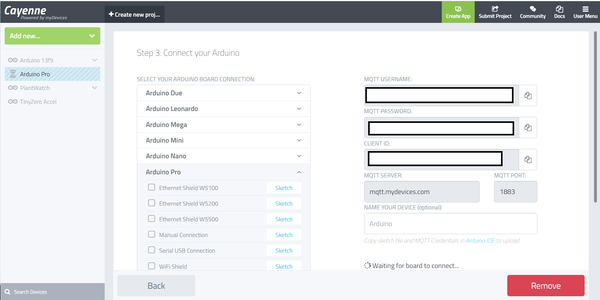 Cayenne
Powered by myDevices
+ Create new proj...
Create App
Submit Project
Community
Docs
User Menu
Add new...
Arduino 13f9
Arduino Pro
PlantWatch
TinyZero Accel
Search Devices
Step 3: Connect your Arduino
SELECT YOUR ARDUINO BOARD CONNECTION:
Arduino Due
Arduino Leonardo
Arduino Mega
Arduino Mini
Arduino Nano
Arduino Pro
Ethernet Shield W5100 Sketch
Ethernet Shield W5200 Sketch
Ethernet Shield W5500 Sketch
Manual Connection Sketch
Serial USB Connection Sketch
WiFi Shield Sketch
MQTT USERNAME:
MQTT PASSWORD:
CLIENT ID:
MQTT SERVER: MQTT PORT:
mqtt.mydevices.com 1883
NAME YOUR DEVICE (optional):
Arduino
Copy sketch file and MQTT Credentials in Arduino IDE to upload
Waiting for board to connect...
Back
Remove